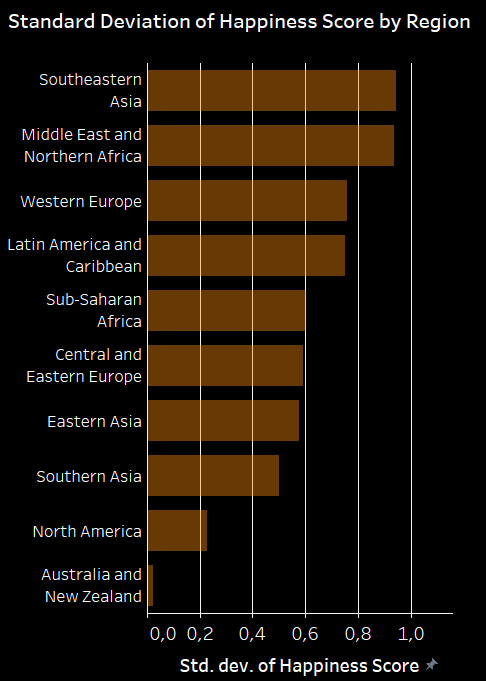 Standard Deviation of Happiness Score by Region
Southeastern
Asia
Middle East and
Northern Africa
Western Europe
Latin America and
Caribbean
Sub-Saharan
Africa
Central and
Eastern Europe
Eastern Asia
Southern Asia
North America
Australia and
New Zealand
0,0 0,2 0,4 0,6 0,8 1,0
Std. dev. of Happiness Score